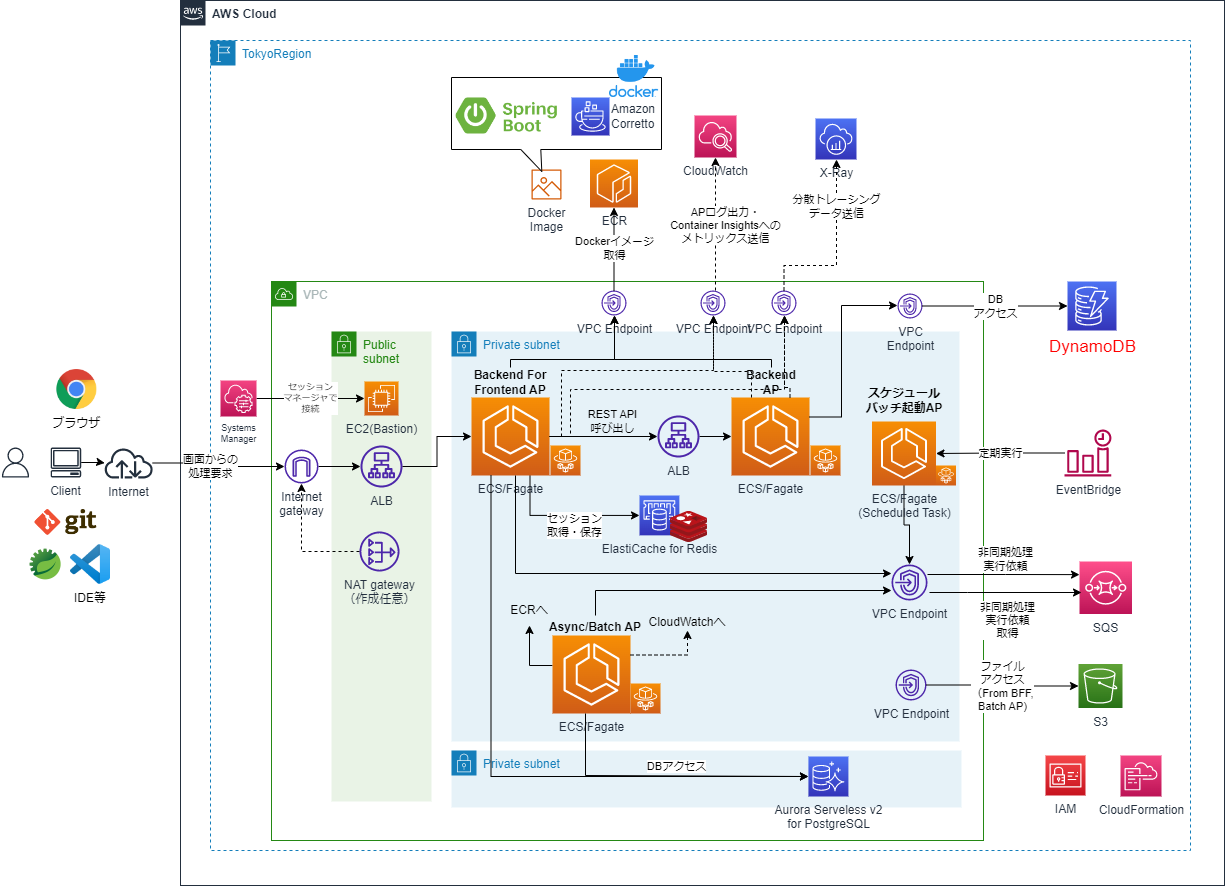 aws
AWS Cloud
TokyoRegion
docker
Spring
Boot
Amazon
Corretto
CloudWatch
X-Ray
Docker
Image
ECR
Dockerイメージ
取得
APログ出力・
Container Insightsへの
メトリックス送信
分散トレーシング
データ送信
VPC
VPC Endpoint
VPC Endpoint
VPC Endpoint
VPC
Endpoint
DB
アクセス
DynamoDB
Public
subnet
Private subnet
Backend For
Frontend AP
Backend
AP
スケジュール
バッチ起動AP
ブラウザ
Systems
Manager
セッション
マネージャで
接続
EC2(Bastion)
REST API
呼び出し
ALB
ECS/Fagate
ECS/Fagate
ECS/Fagate
(Scheduled Task)
定期実行
EventBridge
Client
Internet
画面からの
処理要求
Internet
gateway
ALB
git
IDE等
NAT gateway
（作成任意）
セッション
取得・保存
ElastiCache for Redis
VPC Endpoint
非同期処理
実行依頼
非同期処理
実行依頼
取得
SQS
ECRへ
Async/Batch AP
CloudWatchへ
ECS/Fagate
VPC Endpoint
ファイル
アクセス
（From BFF,
Batch AP)
S3
Private subnet
DBアクセス
Aurora Serveless v2
for PostgreSQL
IAM
CloudFormation